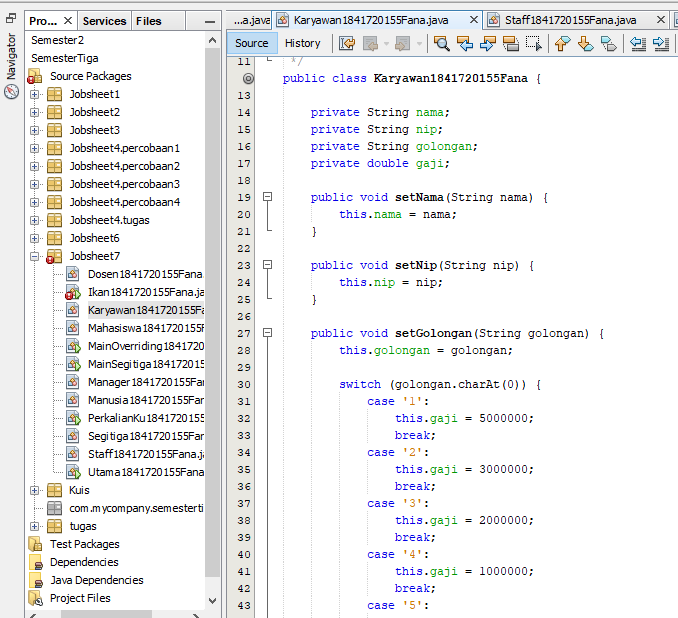 Pro... × Services Files
Navigator
Semester2
SemesterTiga
Source Packages
Jobsheet1
Jobsheet2
Jobsheet3
Jobsheet4.percobaan1
Jobsheet4.percobaan2
Jobsheet4.percobaan3
Jobsheet4.percobaan4
Jobsheet4.tugas
Jobsheet6
Jobsheet7
Dosen1841720155Fana.
Ikan1841720155Fana.ja
Karyawan1841720155Fa
Mahasiswa1841720155F
MainOverriding1841720
MainSegitiga18417201
Manager1841720155Fan
Manusia1841720155Fan
PerkalianKu184172015
Segitiga1841720155Fan
Staff1841720155Fana.j
Utama1841720155Fana
Kuis
com.mycompany.semesterti
tugas
Test Packages
Dependencies
Java Dependencies
Project Files
...a.java Karyawan1841720155Fana.java × Staff1841720155Fana.java ×
Source History
11 */
public class Karyawan1841720155Fana {
13
14 private String nama;
15 private String nip;
16 private String golongan;
17 private double gaji;
18
19 public void setNama(String nama) {
20 this.nama = nama;
21 }
22
23 public void setNip(String nip) {
24 this.nip = nip;
25 }
26
27 public void setGolongan(String golongan) {
28 this.golongan = golongan;
29
30 switch (golongan.charAt(0)) {
31 case '1':
32 this.gaji = 5000000;
33 break;
34 case '2':
35 this.gaji = 3000000;
36 break;
37 case '3':
38 this.gaji = 2000000;
39 break;
40 case '4':
41 this.gaji = 1000000;
42 break;
43 case '5':